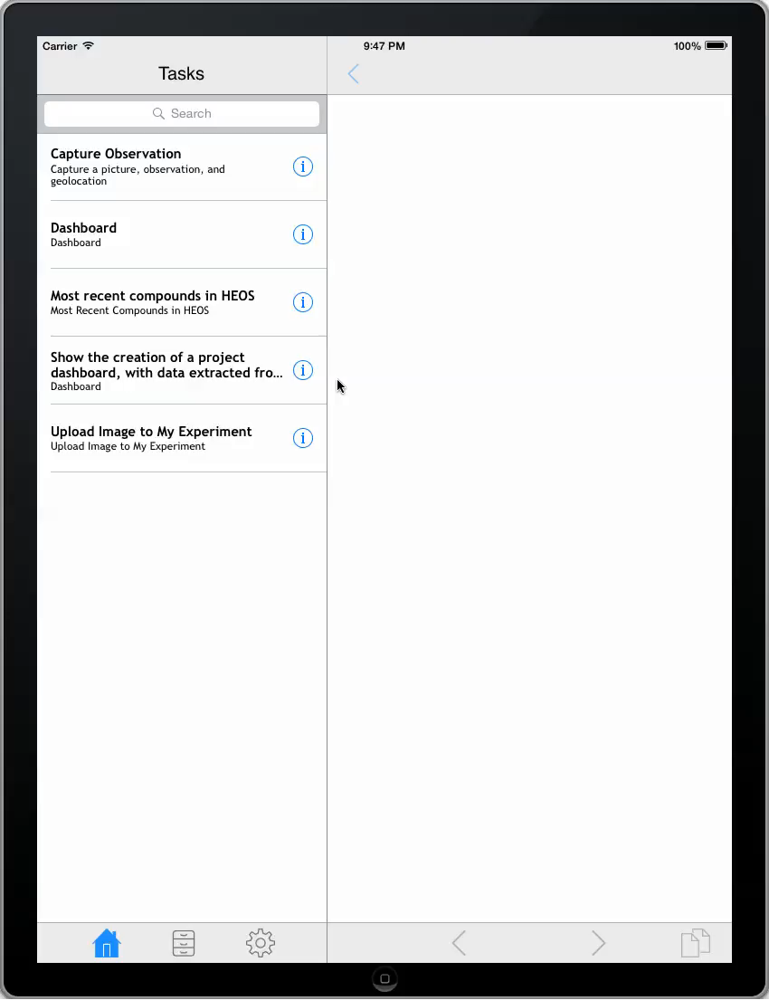 Carrier
9:47 PM
100%
Tasks
Search
Capture Observation
Capture a picture, observation, and
geolocation
Dashboard
Dashboard
Most recent compounds in HEOS
Most Recent Compounds in HEOS
Show the creation of a project
dashboard, with data extracted fro...
Dashboard
Upload Image to My Experiment
Upload Image to My Experiment